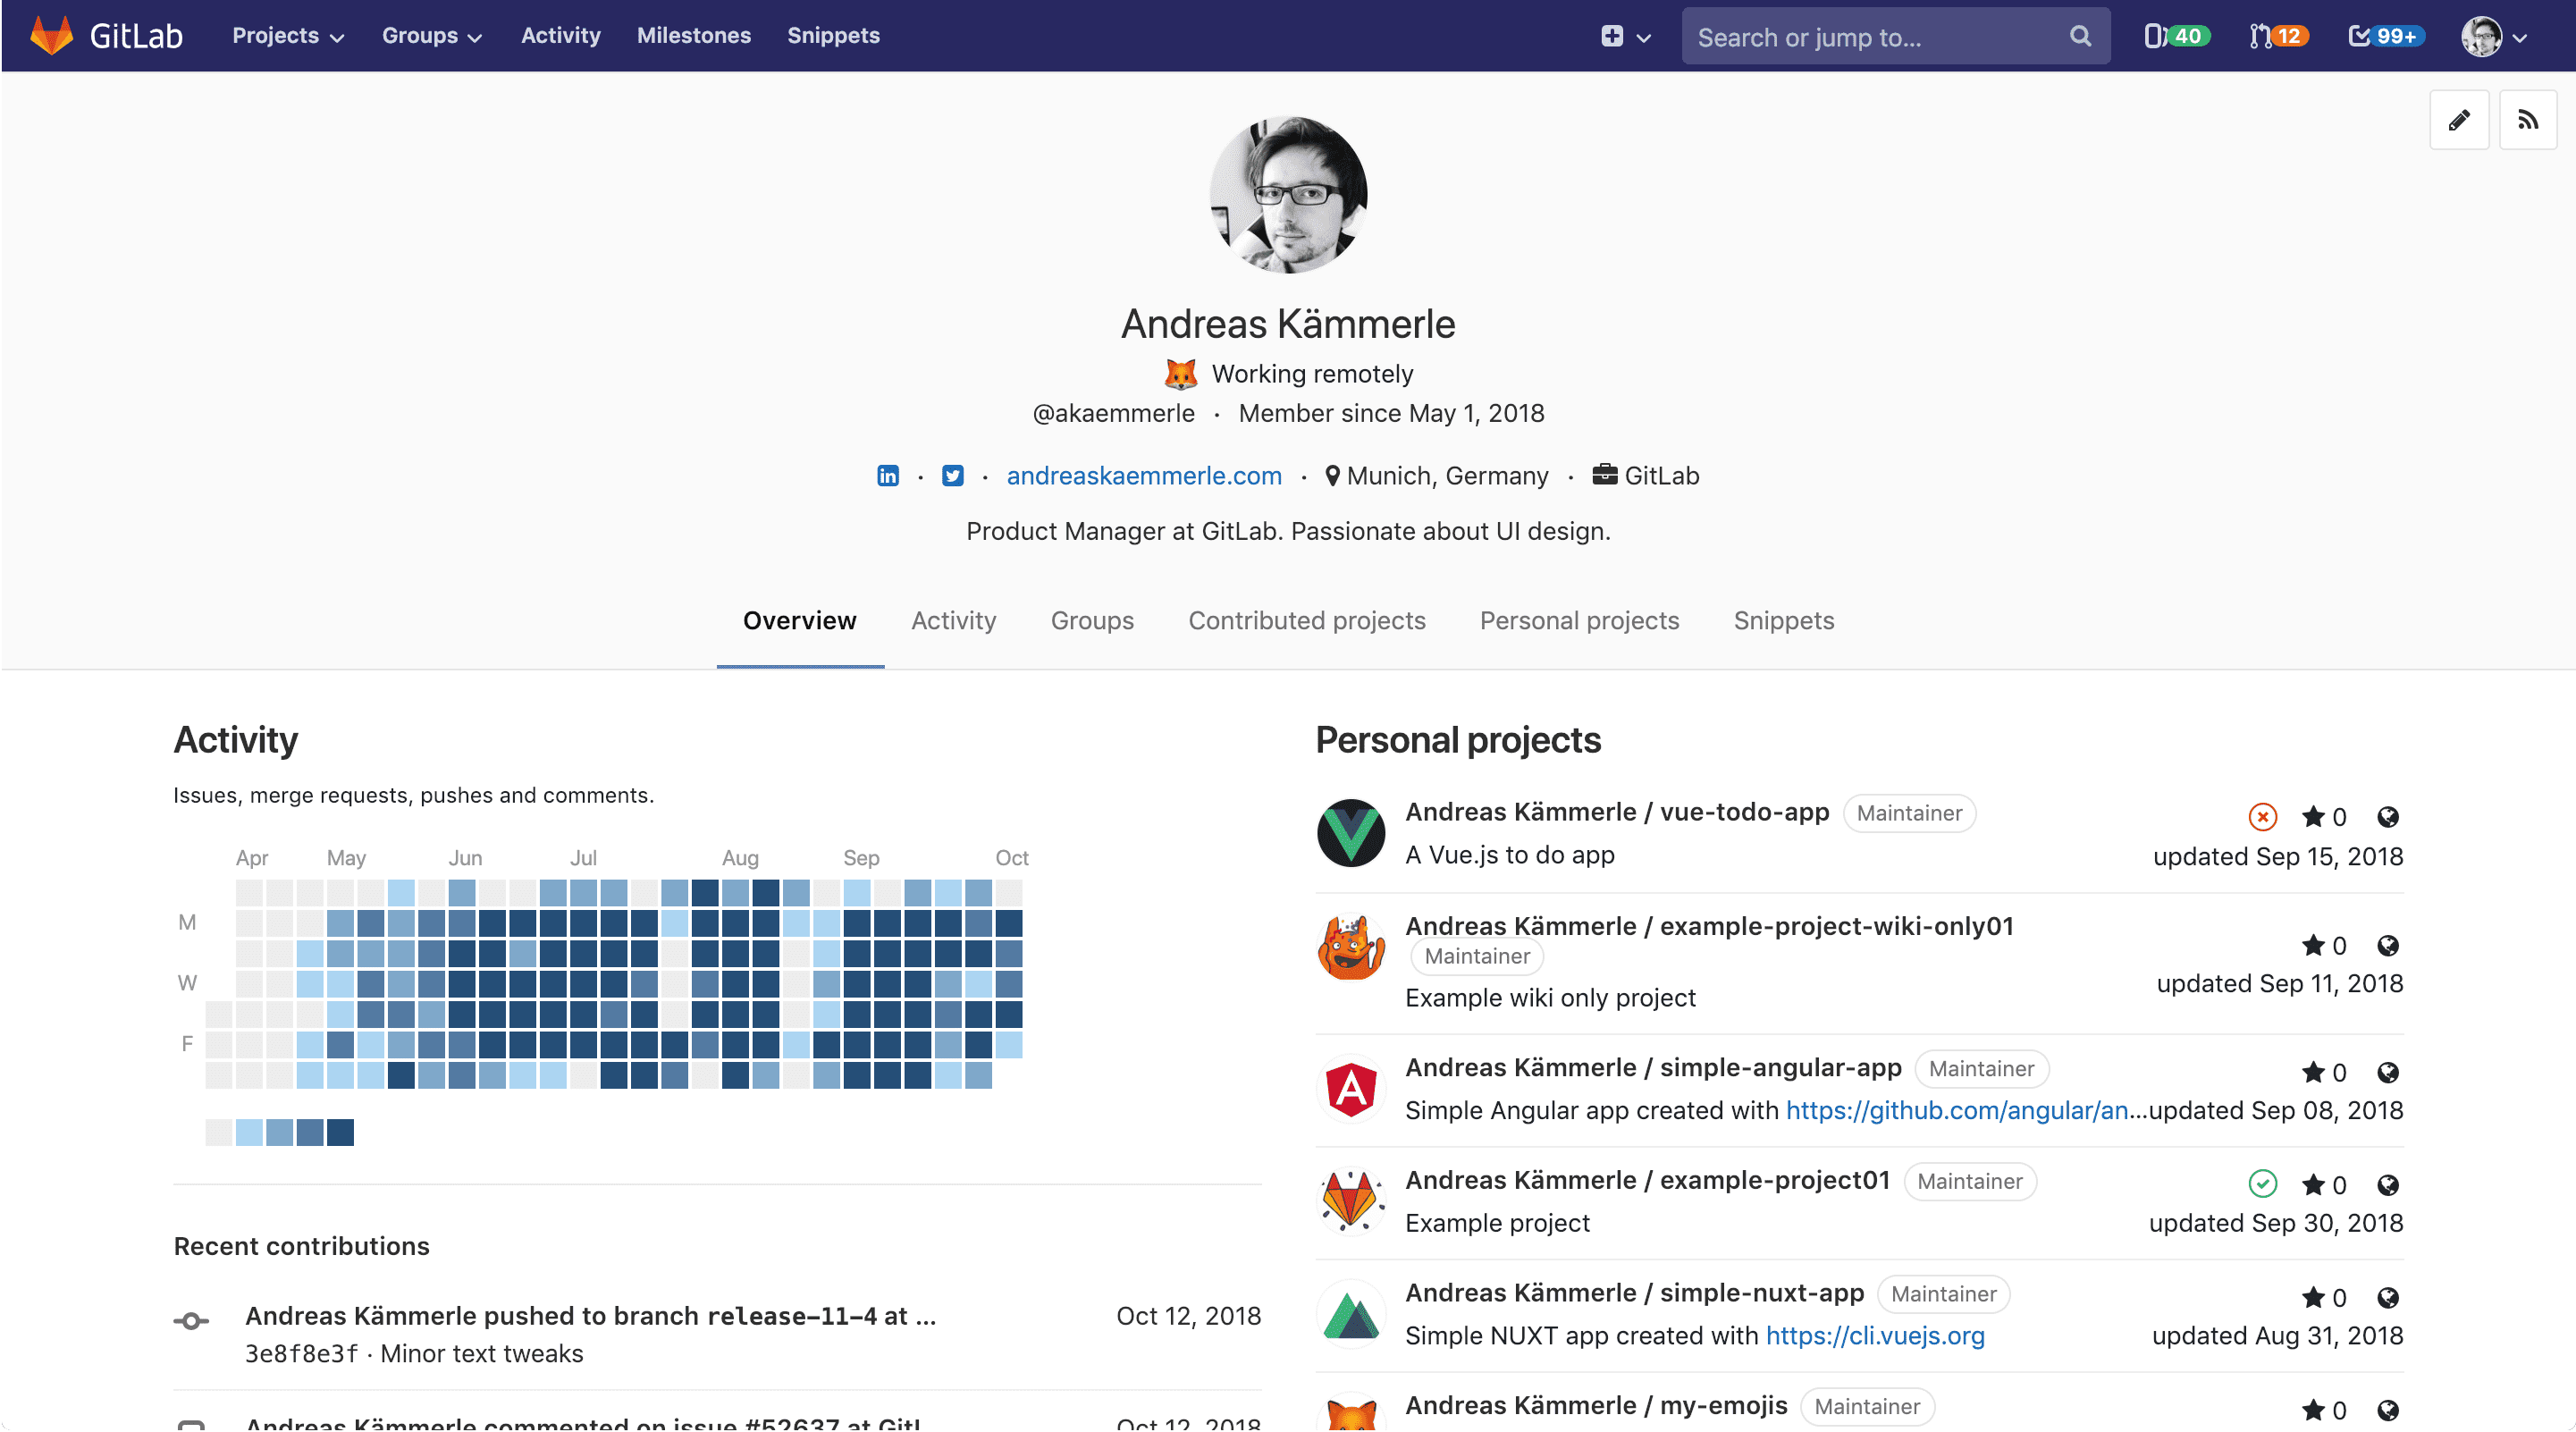 GitLab Projects Groups Activity Milestones Snippets Search or jump to... 40 12 99+
Andreas Kämmerle
Working remotely
@akaemmerle · Member since May 1, 2018
in · · andreaskaemmerle.com · Munich, Germany · GitLab
Product Manager at GitLab. Passionate about UI design.
Overview Activity Groups Contributed projects Personal projects Snippets
Activity
Issues, merge requests, pushes and comments.
Apr May Jun Jul Aug Sep Oct
M
W
F
Recent contributions
Andreas Kämmerle pushed to branch release-11-4 at ... Oct 12, 2018
3e8f8e3f · Minor text tweaks
Andreas Kämmerle commented on issue #52637 at Gitl Oct 12, 2018
Personal projects
Andreas Kämmerle / vue-todo-app Maintainer 0
A Vue.js to do app updated Sep 15, 2018
Andreas Kämmerle / example-project-wiki-only01
Maintainer 0
Example wiki only project updated Sep 11, 2018
Andreas Kämmerle / simple-angular-app Maintainer 0
Simple Angular app created with https://github.com/angular/an...updated Sep 08, 2018
Andreas Kämmerle / example-project01 Maintainer 0
Example project updated Sep 30, 2018
Andreas Kämmerle / simple-nuxt-app Maintainer 0
Simple NUXT app created with https://cli.vuejs.org updated Aug 31, 2018
Andreas Kämmerle / my-emojis Maintainer 0